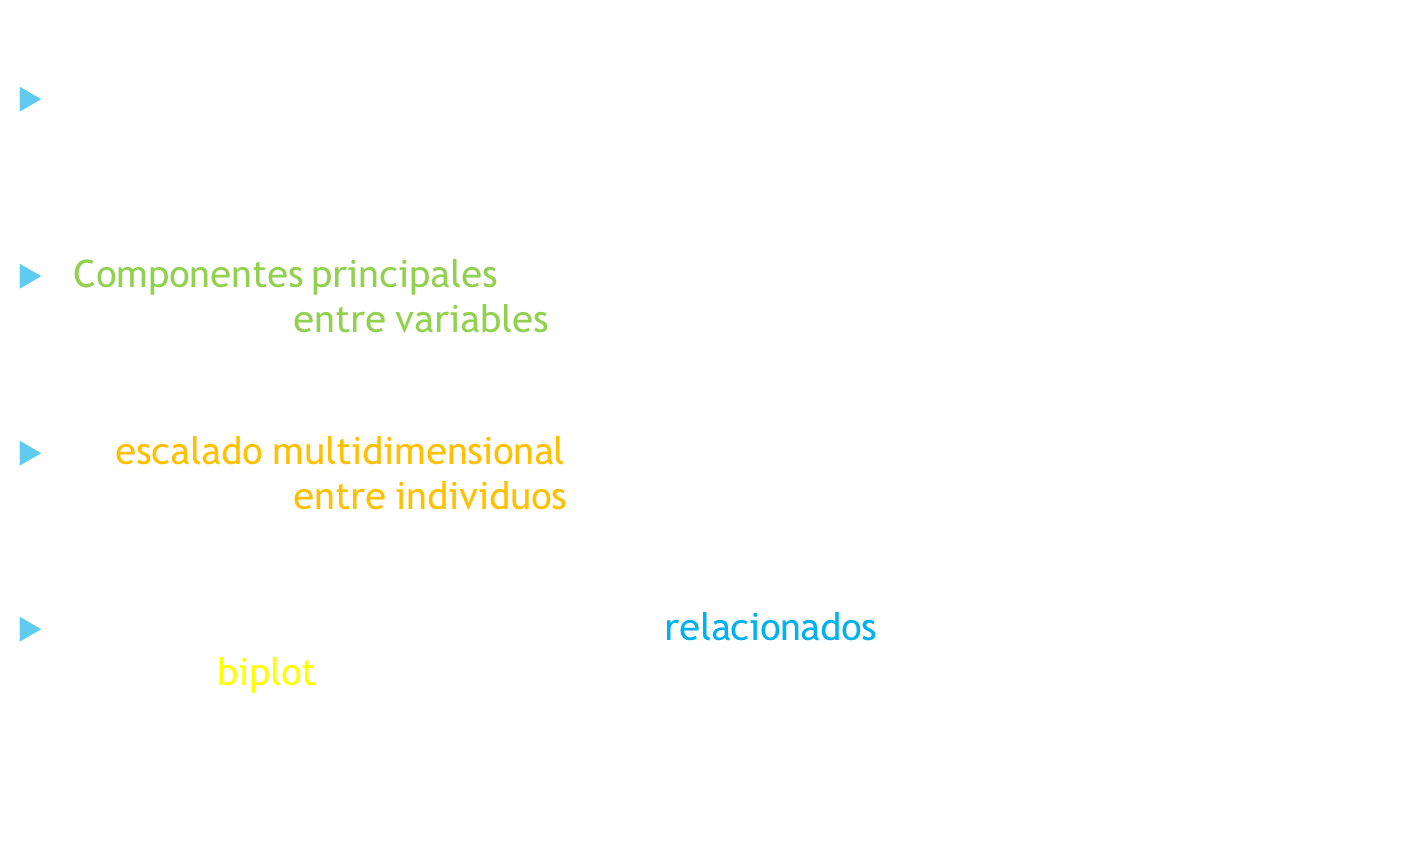 Componentes principales
entre variables
escalado multidimensional
entre individuos
relacionados
biplot